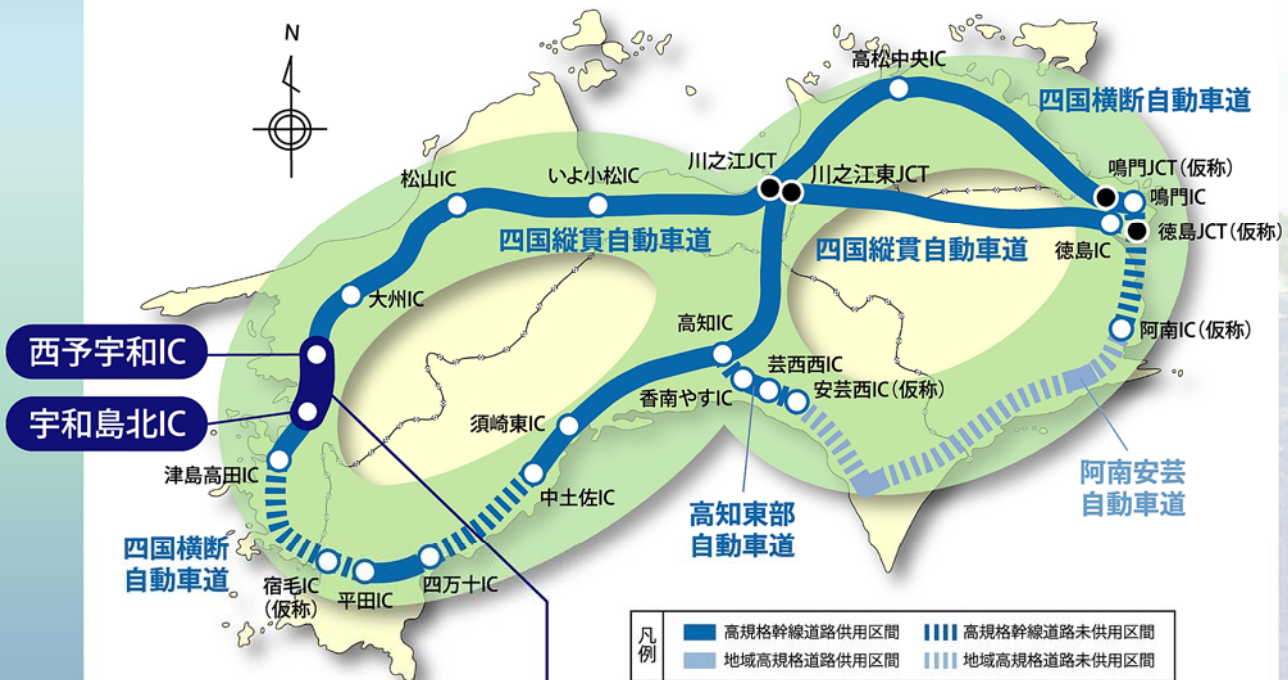 N
高松中央IC
四国横断自動車道
川之江JCT
川之江東JCT
鳴門JCT(仮称)
鳴門IC
徳島JCT(仮称)
徳島IC
松山IC
いよ小松IC
四国縦貫自動車道
四国縦貫自動車道
大州IC
阿南IC(仮称)
西予宇和IC
宇和島北IC
高知IC
芸西西IC
安芸西IC(仮称)
香南やすIC
須崎東IC
津島高田IC
中土佐IC
阿南安芸
自動車道
高知東部
自動車道
四国横断
自動車道
宿毛IC
(仮称)
平田IC
四万十IC
凡例
高規格幹線道路供用区間
高規格幹線道路未供用区間
地域高規格道路供用区間
地域高規格道路未供用区間